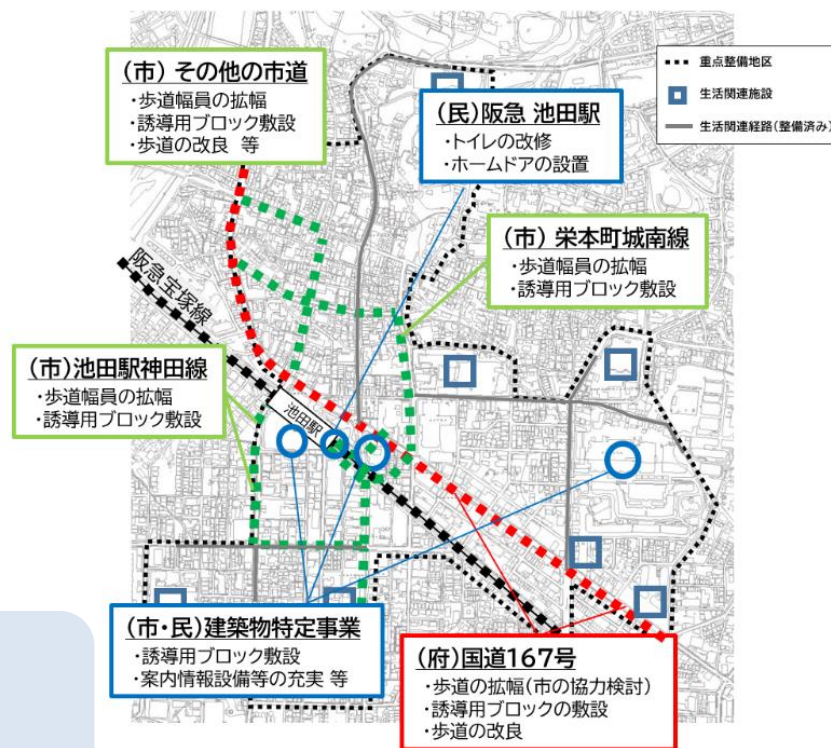 (市) その他の市道
・歩道幅員の拡幅
・誘導用ブロック敷設
・歩道の改良 等
(民)阪急 池田駅
・トイレの改修
・ホームドアの設置
重点整備地区
生活関連施設
生活関連経路(整備済み)
(市) 栄本町城南線
・歩道幅員の拡幅
・誘導用ブロック敷設
阪急宝塚線
(市)池田駅神田線
・歩道幅員の拡幅
・誘導用ブロック敷設
池田駅
(市・民)建築物特定事業
・誘導用ブロック敷設
・案内情報設備等の充実 等
(府)国道167号
・歩道の拡幅(市の協力検討)
・誘導用ブロックの敷設
・歩道の改良